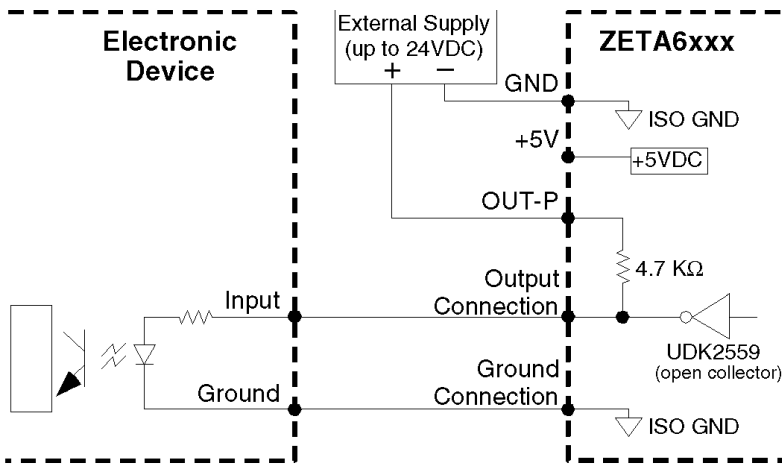 Electronic
Device
External Supply
(up to 24VDC)
+ −
ZETA6xxx
GND
ISO GND
+5V
+5VDC
OUT-P
4.7 KΩ
Input
Output
Connection
UDK2559
(open collector)
Ground
Ground
Connection
ISO GND